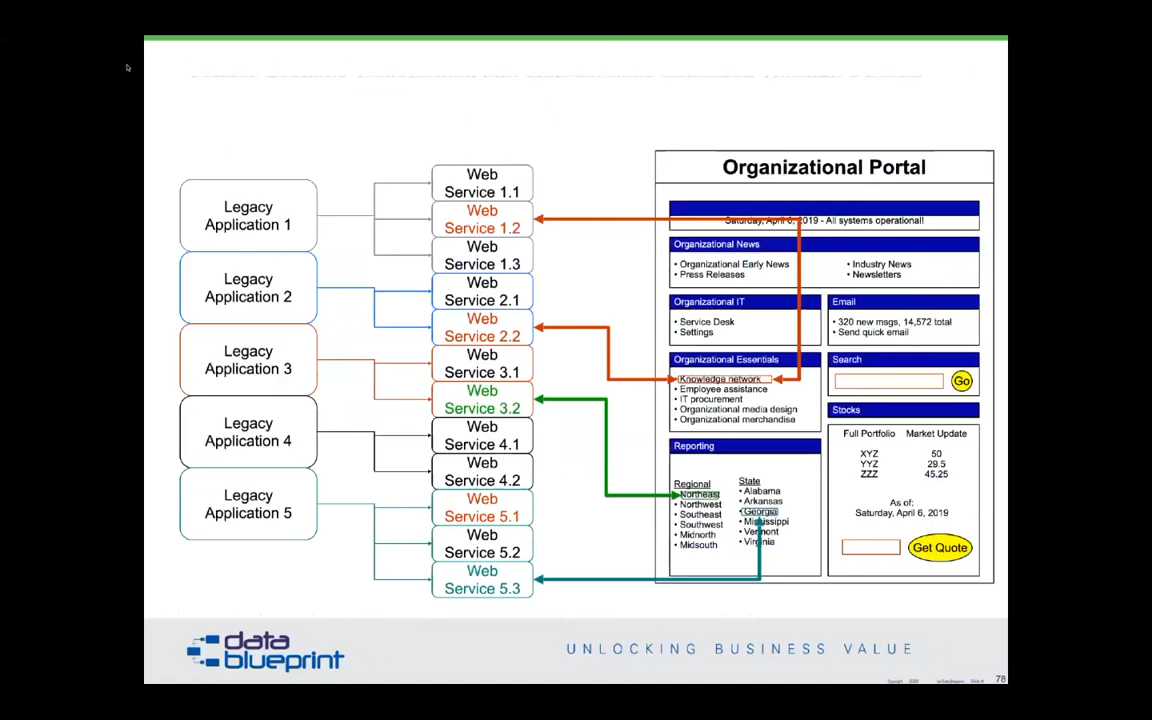 Legacy
Application 1
Legacy
Application 2
Legacy
Application 3
Legacy
Application 4
Legacy
Application 5
Web
Service 1.1
Web
Service 1.2
Web
Service 1.3
Web
Service 2.1
Web
Service 2.2
Web
Service 3.1
Web
Service 3.2
Web
Service 4.1
Web
Service 4.2
Web
Service 5.1
Web
Service 5.2
Web
Service 5.3
Organizational Portal
Saturday, April 6, 2019 - All systems operational!
Organizational News
• Organizational Early News
• Press Releases
• Industry News
• Newsletters
Organizational IT
• Service Desk
• Settings
Email
• 320 new msgs, 14,572 total
• Send quick email
Organizational Essentials
• Knowledge network
• Employee assistance
• IT procurement
• Organizational media design
• Organizational merchandise
Search
Go
Reporting
Regional
• Northeast
• Northwest
• Southeast
• Southwest
• Midnorth
• Midsouth
State
• Alabama
• Arkansas
• Georgia
• Mississippi
• Vermont
• Virginia
Stocks
Full Portfolio Market Update
XYZ 50
YYZ 29.5
ZZZ 45.25
As of:
Saturday, April 6, 2019
Get Quote
data
blueprint
UNLOCKING BUSINESS VALUE
78